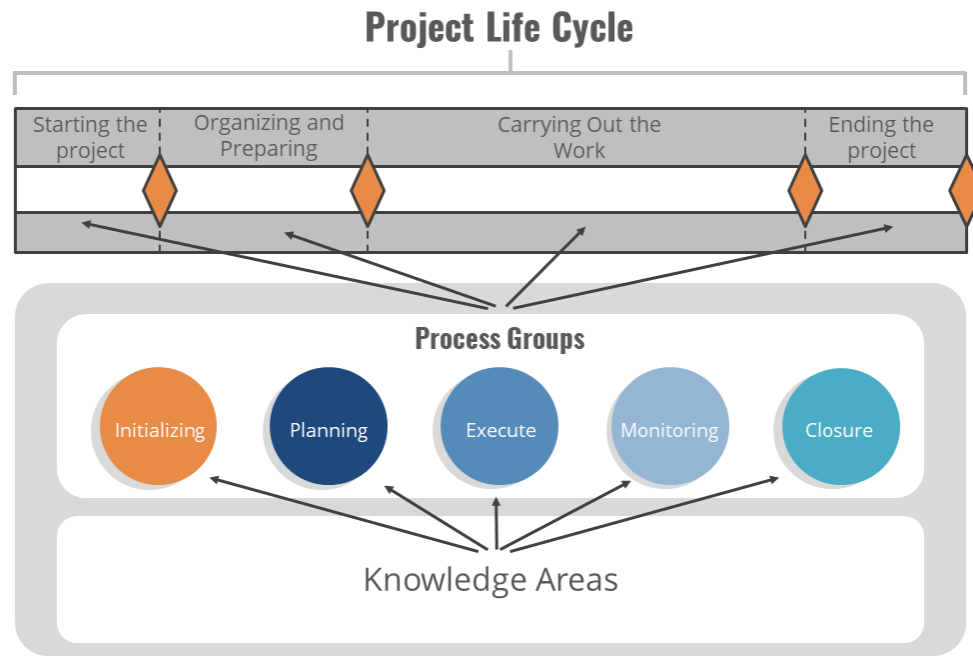 Project Life Cycle
Starting the
project
Organizing and
Preparing
Carrying Out the
Work
Ending the
project
Process Groups
Initializing
Planning
Execute
Monitoring
Closure
Knowledge Areas